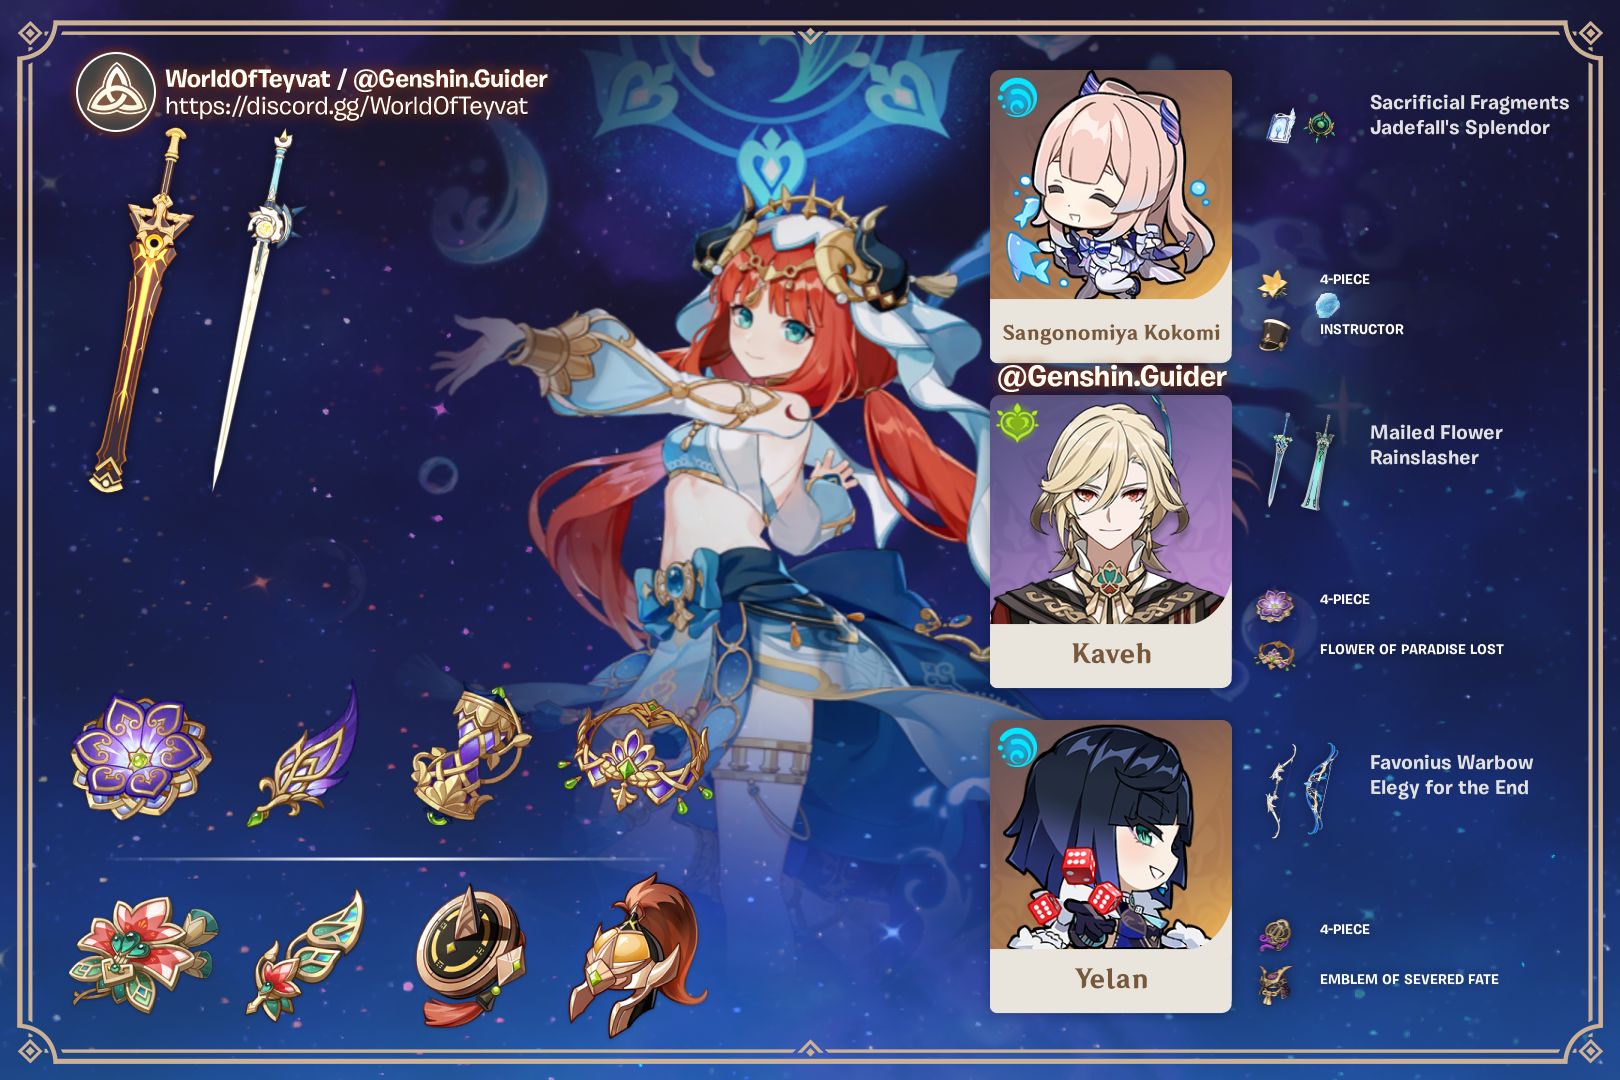 WorldOfTeyvat / @Genshin.Guider
https://discord.gg/WorldOfTeyvat
Sangonomiya Kokomi
Sacrificial Fragments
Jadefall's Splendor
4-PIECE
INSTRUCTOR
@Genshin.Guider
Kaveh
Mailed Flower
Rainslasher
4-PIECE
FLOWER OF PARADISE LOST
Yelan
Favonius Warbow
Elegy for the End
4-PIECE
EMBLEM OF SEVERED FATE